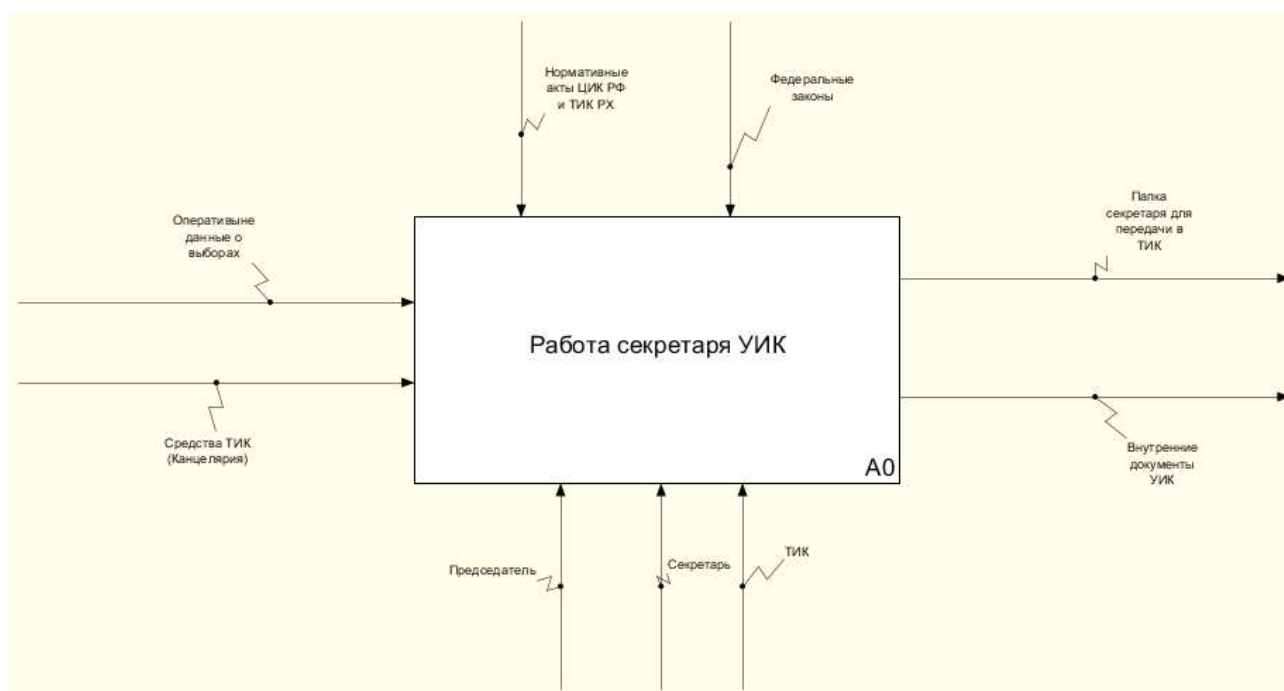 Нормативные
акты ЦИК РФ
и ТИК РХ
Федеральные
законы
Оперативыне
данные о
выборах
Папка
секретаря для
передачи в
ТИК
Работа секретаря УИК
Средства ТИК
(Канцелярия)
Внутренние
документы
УИК
A0
Председатель
Секретарь
ТИК